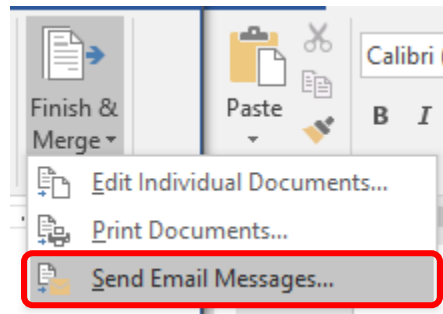 Finish &
Merge
Paste
Calibri (
B I
Edit Individual Documents...
Print Documents...
Send Email Messages...